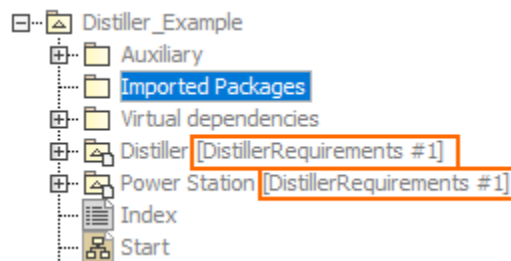 Distiller_Example
Auxiliary
Imported Packages
Virtual dependencies
Distiller [DistillerRequirements #1]
Power Station [DistillerRequirements #1]
Index
Start